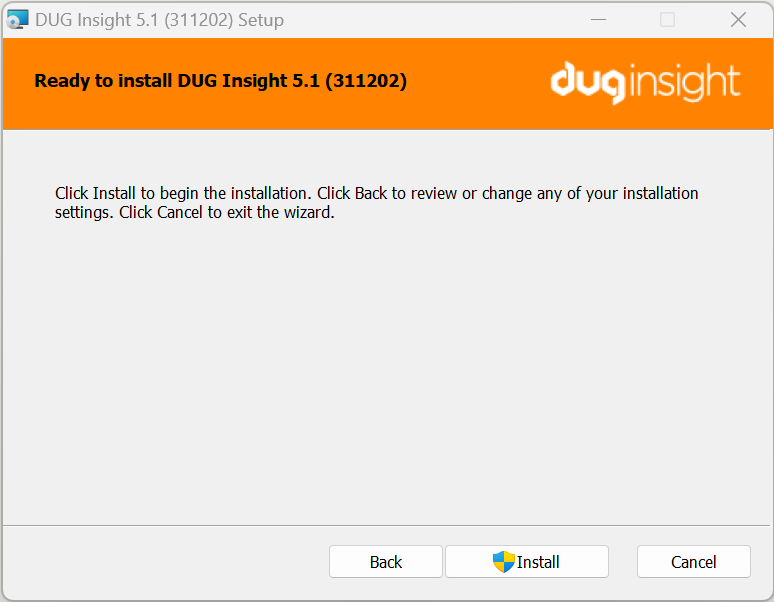 DUG Insight 5.1 (311202) Setup
Ready to install DUG Insight 5.1 (311202)
duginsight
Click Install to begin the installation. Click Back to review or change any of your installation
settings. Click Cancel to exit the wizard.
Back
Install
Cancel